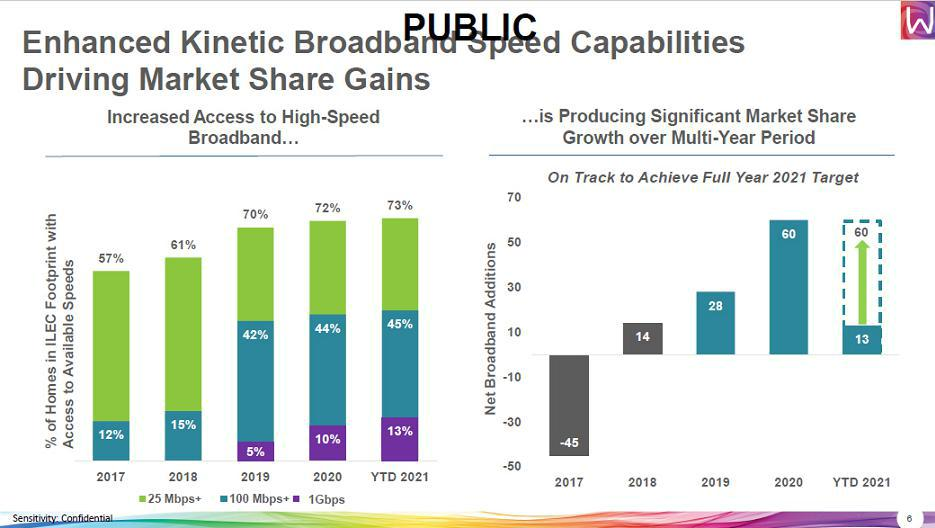 PUBLIC
Enhanced Kinetic Broadband Speed Capabilities
Driving Market Share Gains
W
Increased Access to High-Speed
Broadband…
% of Homes in ILEC Footprint with
Access to Available Speeds
57%
61%
70%
72%
73%
12%
15%
42%
44%
45%
5%
10%
13%
2017
2018
2019
2020
YTD 2021
25 Mbps+
100 Mbps+
1Gbps
…is Producing Significant Market Share
Growth over Multi-Year Period
On Track to Achieve Full Year 2021 Target
Net Broadband Additions
70
50
30
10
-10
-30
-50
-45
14
28
60
60
13
2017
2018
2019
2020
YTD 2021
Sensitivity: Confidential
6